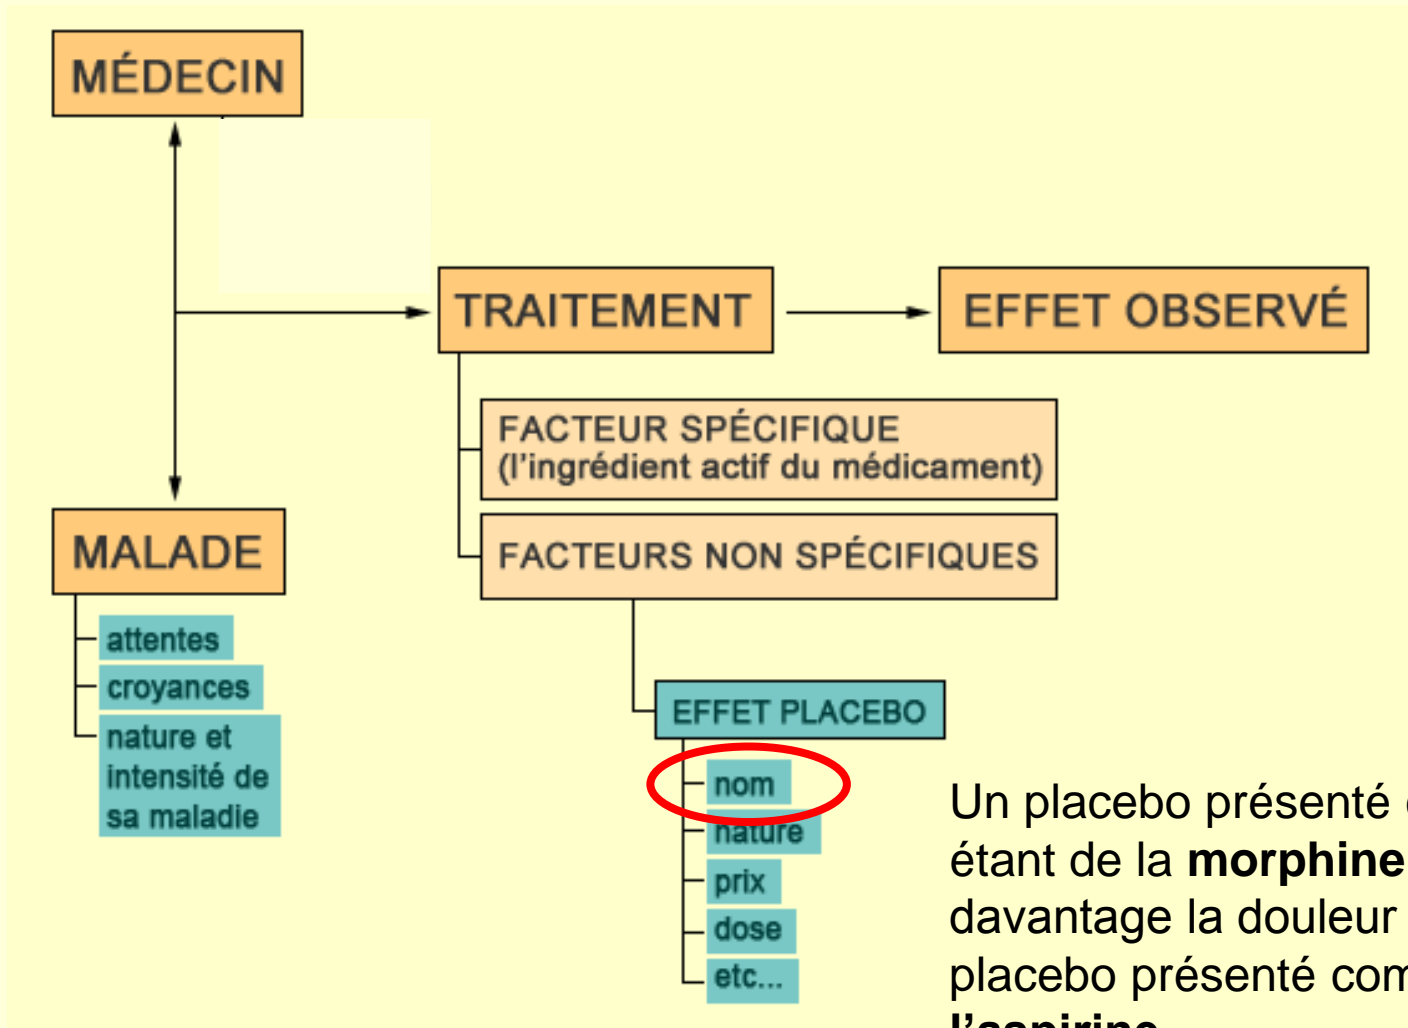 MÉDECIN
TRAITEMENT
EFFET OBSERVÉ
FACTEUR SPÉCIFIQUE
(l'ingrédient actif du médicament)
FACTEURS NON SPÉCIFIQUES
MALADE
attentes
croyances
nature et
intensité de
sa maladie
EFFET PLACEBO
nom
nature
prix
dose
etc...
Un placebo présenté
étant de la morphine
davantage la douleur
placebo présenté
l’aspirine